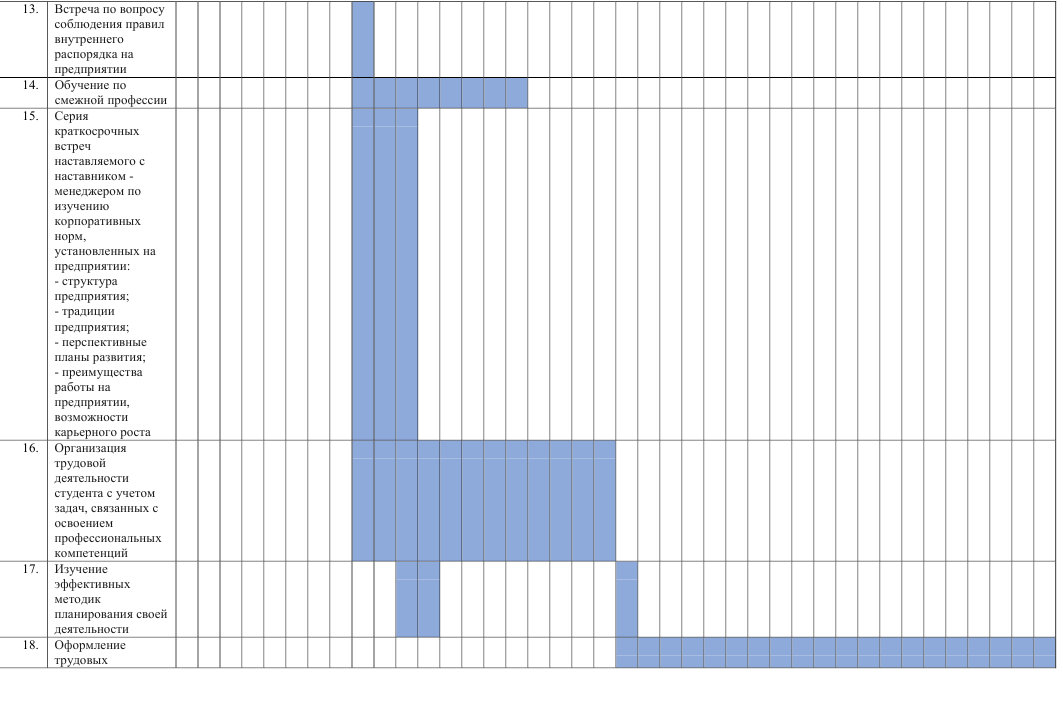 13. Встреча по вопросу
соблюдения правил
внутреннего
распорядка на
предприятии
14. Обучение по
смежной профессии
15. Серия
краткосрочных
встреч
наставляемого с
наставником -
менеджером по
изучению
корпоративных
норм,
установленных на
предприятии:
- структура
предприятия;
- традиции
предприятия;
- перспективные
планы развития;
- преимущества
работы на
предприятии,
возможности
карьерного роста
16. Организация
трудовой
деятельности
студента с учетом
задач, связанных с
освоением
профессиональных
компетенций
17. Изучение
эффективных
методик
планирования своей
деятельности
18. Оформление
трудовых